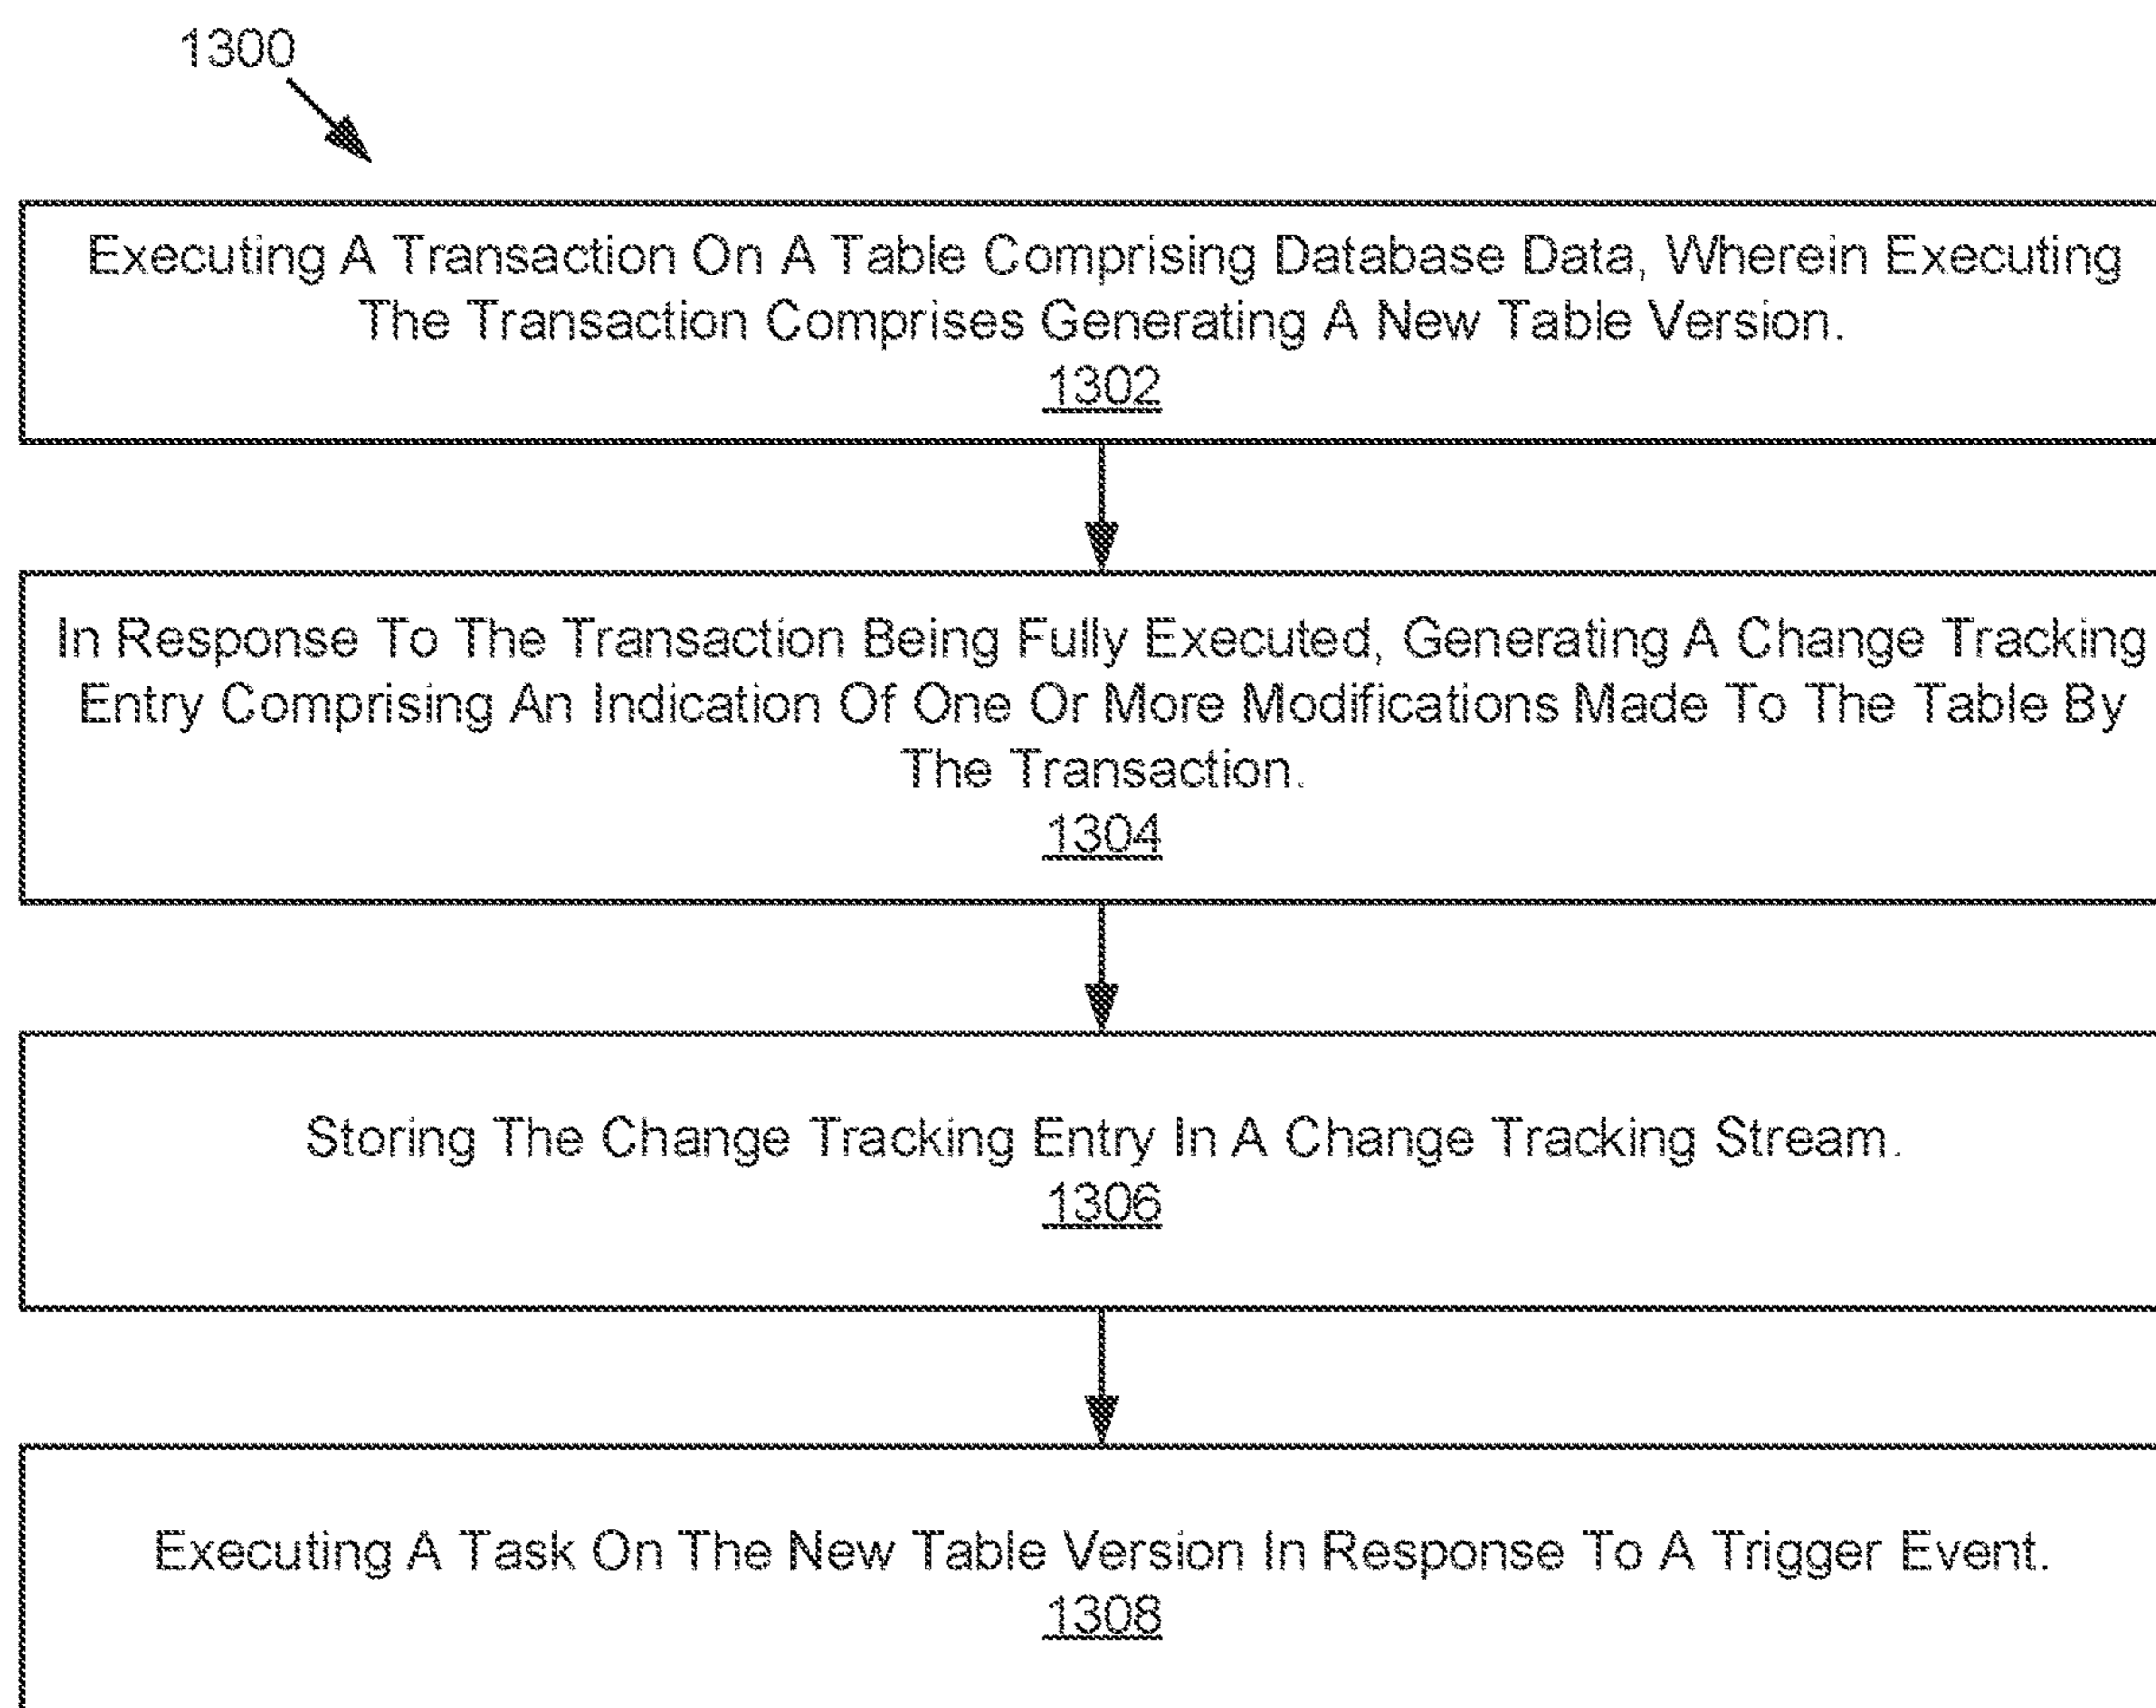 1300
Executing A Transaction On A Table Comprising Database Data, Wherein Executing
The Transaction Comprises Generating A New Table Version.
1302
In Response To The Transaction Being Fully Executed, Generating A Change Tracking
Entry Comprising An Indication Of One Or More Modifications Made To The Table By
The Transaction.
1304
Storing The Change Tracking Entry In A Change Tracking Stream.
1306
Executing A Task On The New Table Version In Response To A Trigger Event.
1308